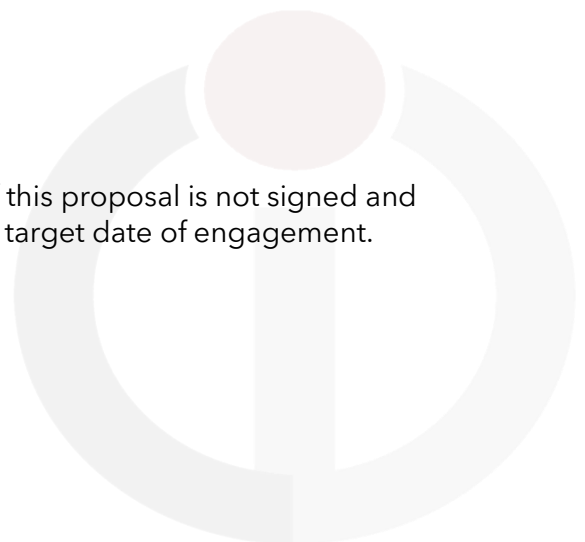 this proposal is not signed and
target date of engagement.